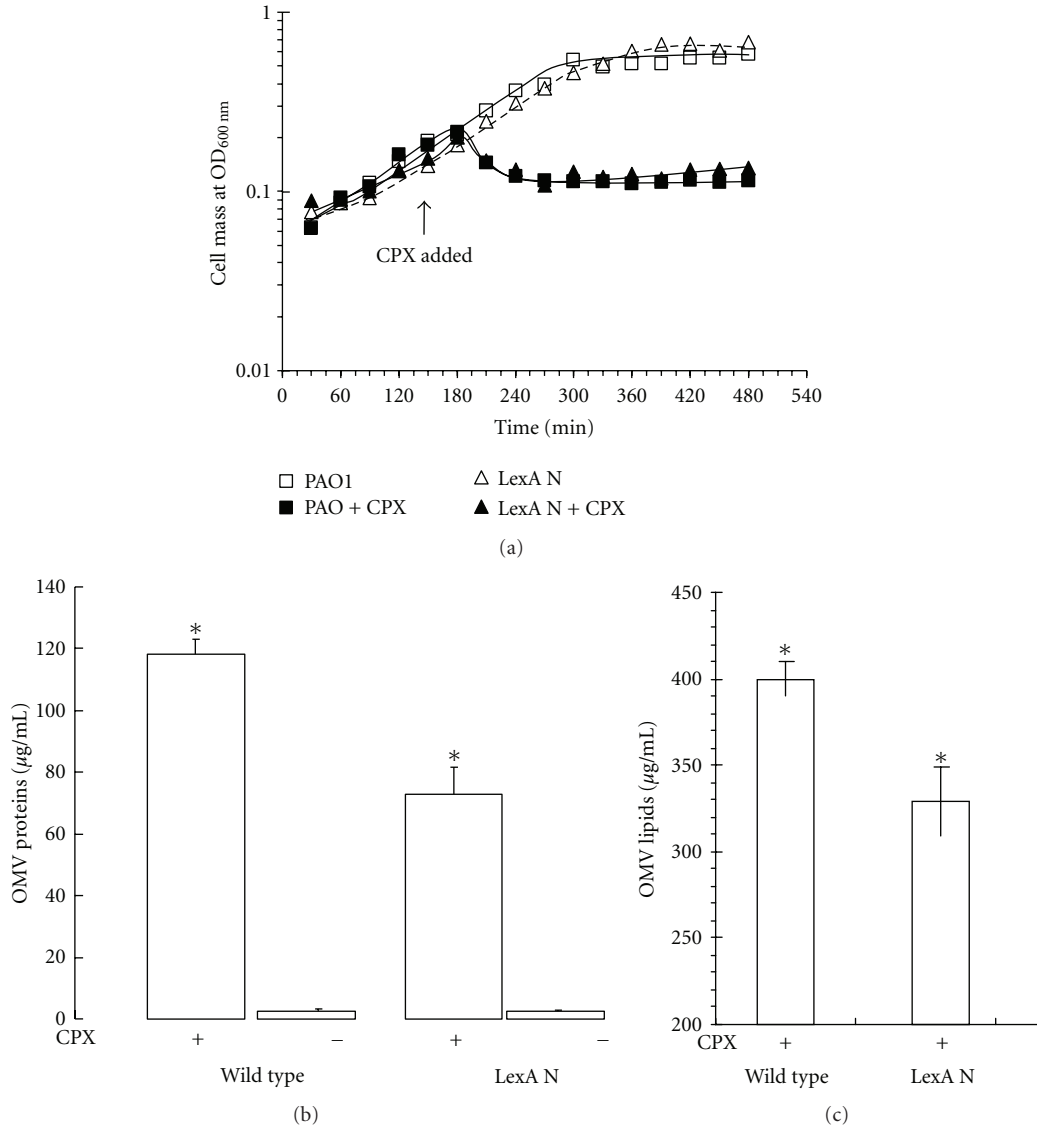 1
0.1
0.01
Cell mass at OD600 nm
CPX added
0 60 120 180 240 300 360 420 480 540
Time (min)
PAO1
LexA N
PAO + CPX
LexA N + CPX
(a)
140
120
100
80
60
40
20
0
OMV proteins (μg/mL)
*
*
CPX + − + −
Wild type LexA N
(b)
450
400
350
300
250
200
OMV lipids (μg/mL)
*
*
CPX + +
Wild type LexA N
(c)